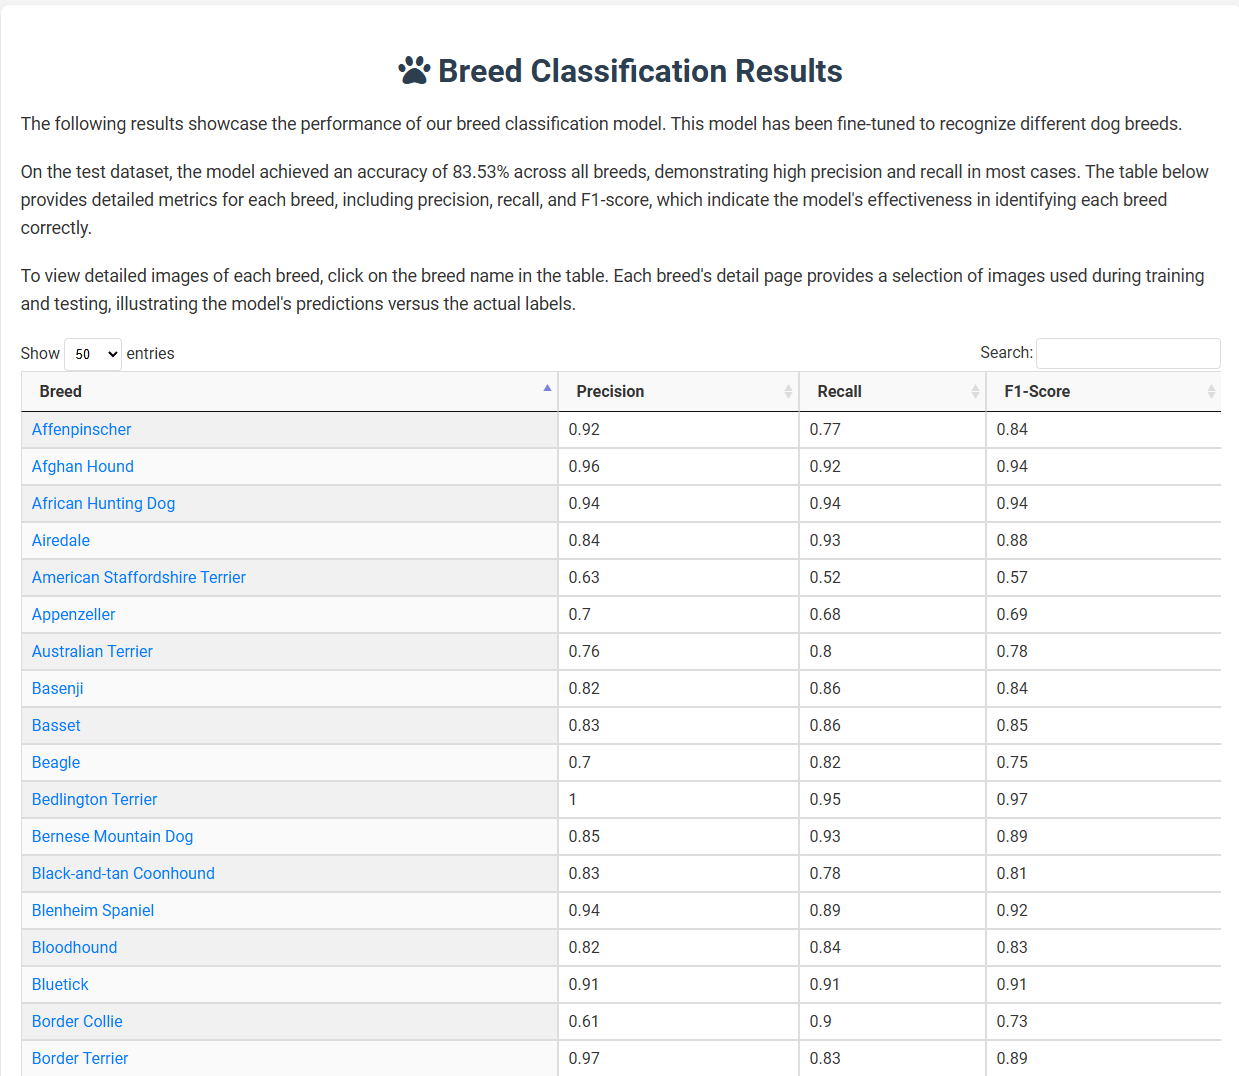 Breed Classification Results
The following results showcase the performance of our breed classification model. This model has been fine-tuned to recognize different dog breeds.
On the test dataset, the model achieved an accuracy of 83.53% across all breeds, demonstrating high precision and recall in most cases. The table below
provides detailed metrics for each breed, including precision, recall, and F1-score, which indicate the model's effectiveness in identifying each breed
correctly.
To view detailed images of each breed, click on the breed name in the table. Each breed's detail page provides a selection of images used during training
and testing, illustrating the model's predictions versus the actual labels.
Show 50 entries Search:
Breed Precision Recall F1-Score
Affenpinscher 0.92 0.77 0.84
Afghan Hound 0.96 0.92 0.94
African Hunting Dog 0.94 0.94 0.94
Airedale 0.84 0.93 0.88
American Staffordshire Terrier 0.63 0.52 0.57
Appenzeller 0.7 0.68 0.69
Australian Terrier 0.76 0.8 0.78
Basenji 0.82 0.86 0.84
Basset 0.83 0.86 0.85
Beagle 0.7 0.82 0.75
Bedlington Terrier 1 0.95 0.97
Bernese Mountain Dog 0.85 0.93 0.89
Black-and-tan Coonhound 0.83 0.78 0.81
Blenheim Spaniel 0.94 0.89 0.92
Bloodhound 0.82 0.84 0.83
Bluetick 0.91 0.91 0.91
Border Collie 0.61 0.9 0.73
Border Terrier 0.97 0.83 0.89